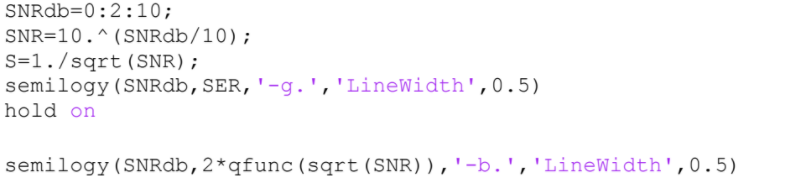 SNRdb=0:2:10;
SNR=10.^(SNRdb/10);
S=1./sqrt(SNR);
semilogy(SNRdb,SER,'-g.','LineWidth',0.5)
hold on
semilogy(SNRdb,2*qfunc(sqrt(SNR)),'-b.','LineWidth',0.5)